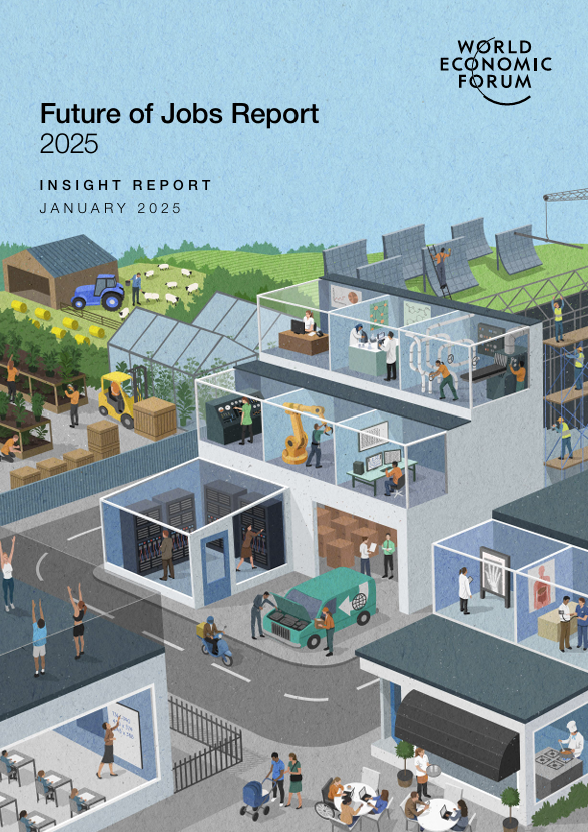 WORLD
ECONOMIC
FORUM
Future of Jobs Report
2025
INSIGHT REPORT
JANUARY 2025